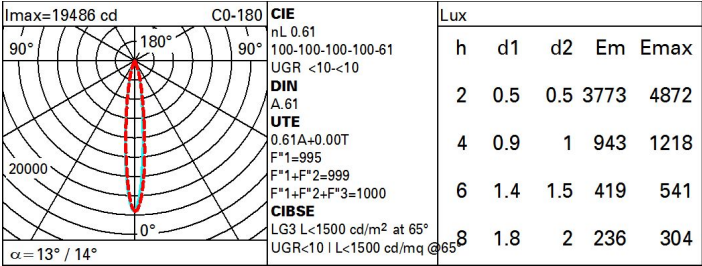 Imax=19486 cd C0-180
90° 180° 90°
20000
0°
α=13° / 14°
CIE
nL 0.61
100-100-100-100-61
UGR <10-<10
DIN
A.61
UTE
0.61A+0.00T
F"1=995
F"1+F"2=999
F"1+F"2+F"3=1000
CIBSE
LG3 L<1500 cd/m² at 65°
UGR<10 | L<1500 cd/mq @65°
Lux
h d1 d2 Em Emax
2 0.5 0.5 3773 4872
4 0.9 1 943 1218
6 1.4 1.5 419 541
8 1.8 2 236 304